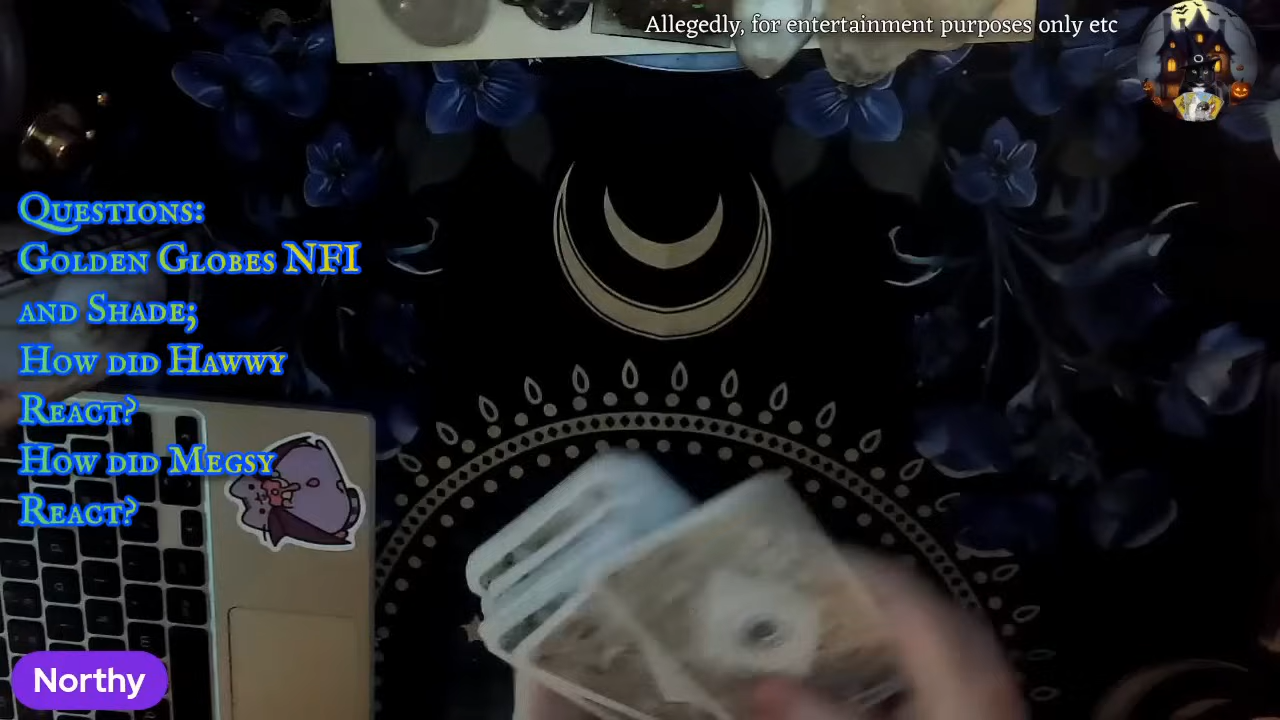 Allegedly, for entertainment purposes only etc
Questions:
Golden Globes NFI
and Shade;
How did Hawwy
React?
How did Megsy
React?
Northy